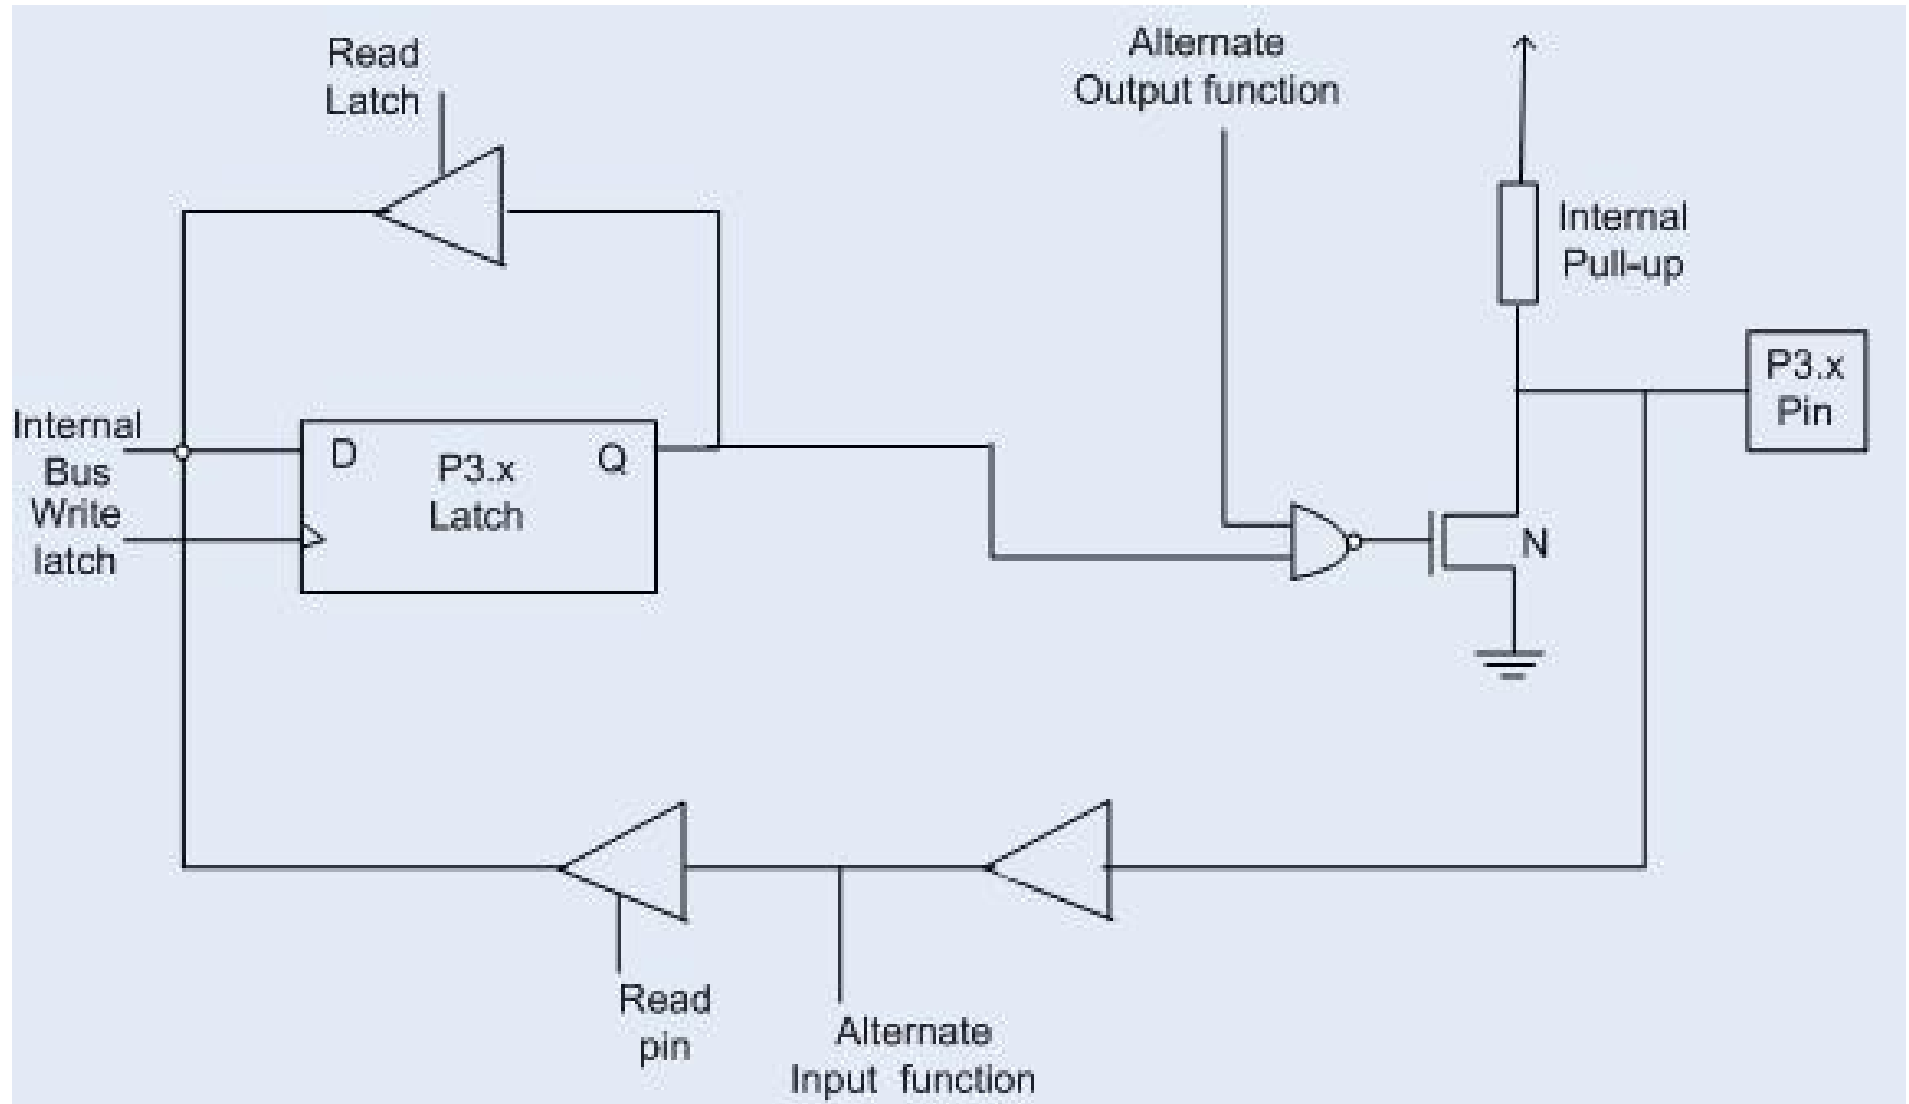 Read
Latch
Alternate
Output function
Internal
Pull-up
P3.x
Pin
Internal
Bus
Write
latch
D
P3.x
Latch
Q
N
Read
pin
Alternate
Input function